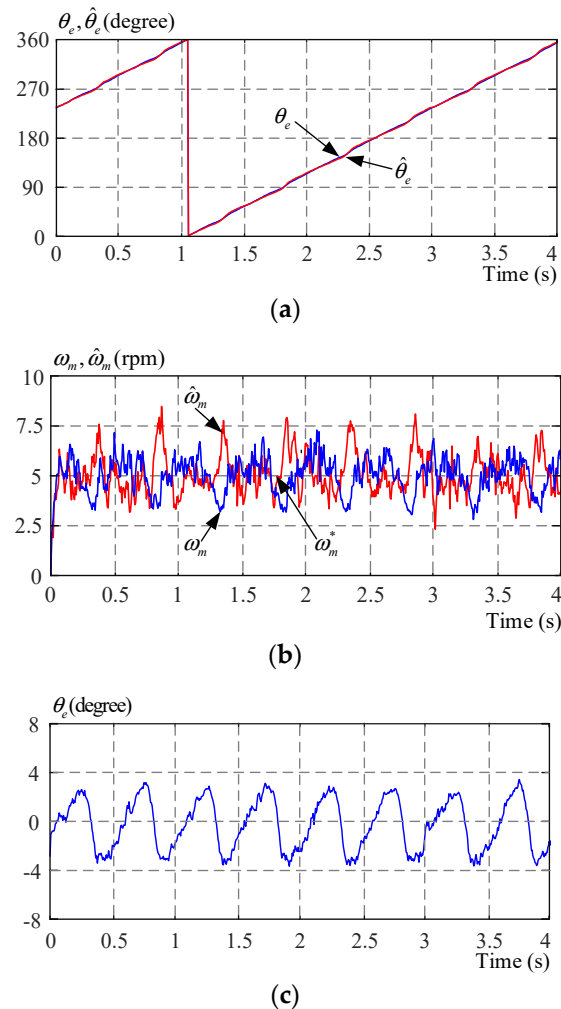 θe, θ̂e (degree)
360
270
180
90
0
θe
θ̂e
0 0.5 1 1.5 2 2.5 3 3.5 4
Time (s)
(a)
ωm, ω̂m (rpm)
10
7.5
5
2.5
0
ω̂m
ωm
ω*m
0 0.5 1 1.5 2 2.5 3 3.5 4
Time (s)
(b)
θe (degree)
8
4
0
-4
-8
0 0.5 1 1.5 2 2.5 3 3.5 4
Time (s)
(c)